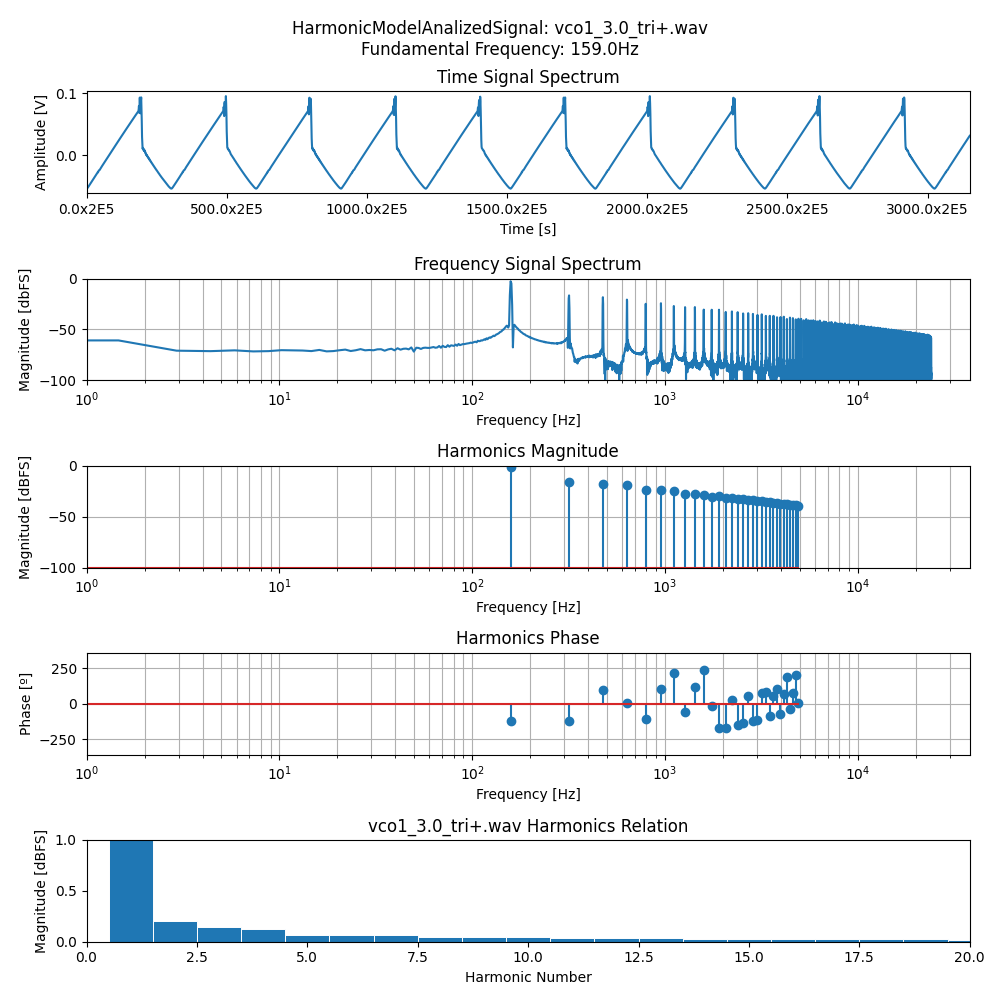 HarmonicModelAnalizedSignal: vco1_3.0_tri+.wav
Fundamental Frequency: 159.0Hz
Time Signal Spectrum
Amplitude [V]
0.1
0.0
0.0x2E5 500.0x2E5 1000.0x2E5 1500.0x2E5 2000.0x2E5 2500.0x2E5 3000.0x2E5
Time [s]
Frequency Signal Spectrum
Magnitude [dbFS]
0
−50
−100
10^0 10^1 10^2 10^3 10^4
Frequency [Hz]
Harmonics Magnitude
Magnitude [dBFS]
0
−50
−100
10^0 10^1 10^2 10^3 10^4
Frequency [Hz]
Harmonics Phase
Phase [º]
250
0
−250
10^0 10^1 10^2 10^3 10^4
Frequency [Hz]
vco1_3.0_tri+.wav Harmonics Relation
Magnitude [dBFS]
1.0
0.5
0.0
0.0 2.5 5.0 7.5 10.0 12.5 15.0 17.5 20.0
Harmonic Number